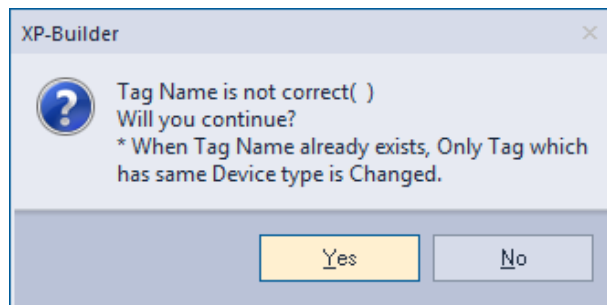 XP-Builder
Tag Name is not correct( )
Will you continue?
* When Tag Name already exists, Only Tag which
has same Device type is Changed.
Yes
No